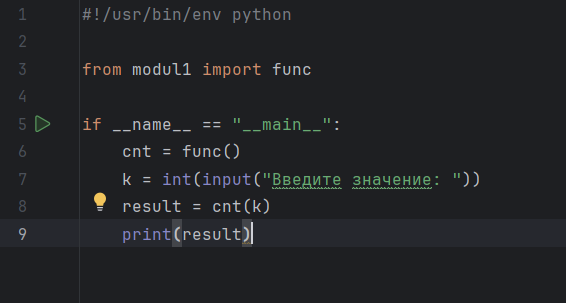 1 #!/usr/bin/env python
2
3 from modul1 import func
4
5 if __name__ == "__main__":
6 cnt = func()
7 k = int(input("Введите значение: "))
8 result = cnt(k)
9 print(result)